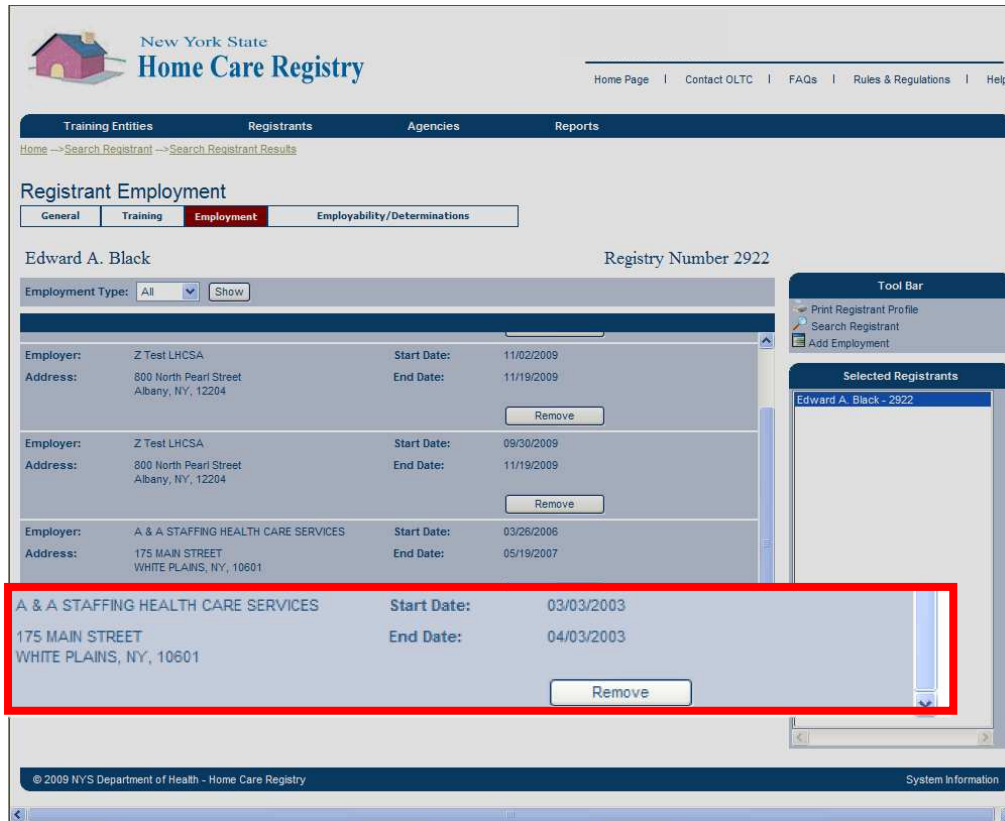 New York State
Home Care Registry
Home Page | Contact OLTC | FAQs | Rules & Regulations | Help
Training Entities Registrants Agencies Reports
Home -->Search Registrant -->Search Registrant Results
Registrant Employment
General Training Employment Employability/Determinations
Edward A. Black Registry Number 2922
Employment Type: All Show
Tool Bar
Print Registrant Profile
Search Registrant
Add Employment
Selected Registrants
Edward A. Black - 2922
Employer: Z Test LHCSA Start Date: 11/02/2009
Address: 800 North Pearl Street End Date: 11/19/2009
Albany, NY, 12204
Remove
Employer: Z Test LHCSA Start Date: 09/30/2009
Address: 800 North Pearl Street End Date: 11/19/2009
Albany, NY, 12204
Remove
Employer: A & A STAFFING HEALTH CARE SERVICES Start Date: 03/26/2006
Address: 175 MAIN STREET End Date: 05/19/2007
WHITE PLAINS, NY, 10601
A & A STAFFING HEALTH CARE SERVICES Start Date: 03/03/2003
175 MAIN STREET End Date: 04/03/2003
WHITE PLAINS, NY, 10601
Remove
© 2009 NYS Department of Health - Home Care Registry System Information